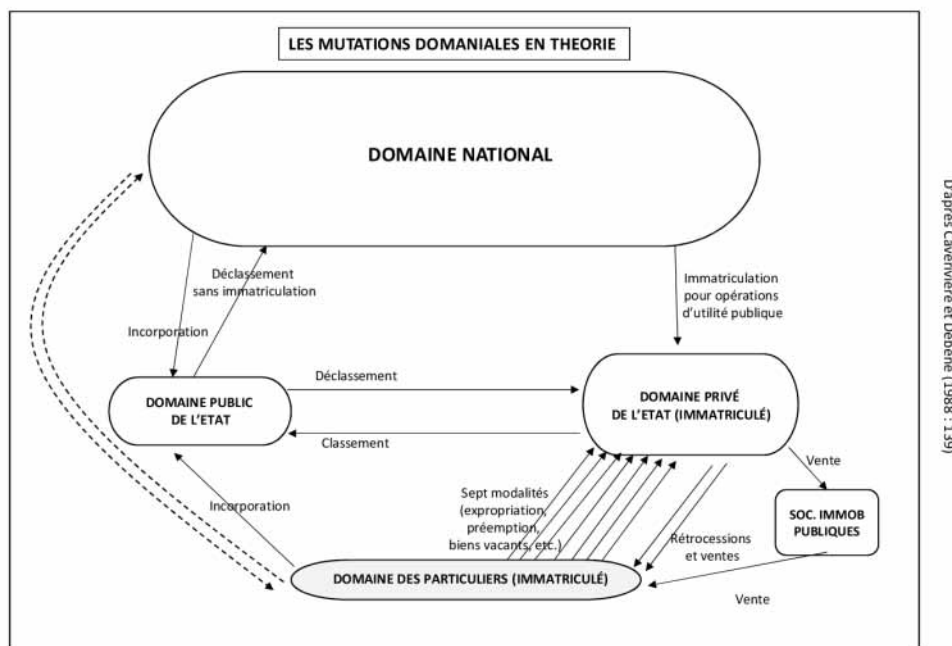 LES MUTATIONS DOMANIALES EN THEORIE
DOMAINE NATIONAL
Déclassement
sans immatriculation
Immatriculation
pour opérations
d’utilité publique
Incorporation
Déclassement
DOMAINE PUBLIC
DE L’ETAT
DOMAINE PRIVÉ
DE L’ETAT (IMMATRICULÉ)
Classement
Vente
Sept modalités
(expropriation,
préemption,
biens vacants, etc.)
Incorporation
SOC. IMMOB
PUBLIQUES
Rétrocessions
et ventes
DOMAINE DES PARTICULIERS (IMMATRICULÉ)
Vente
D’après Caverivière et Débène (1988 : 139)